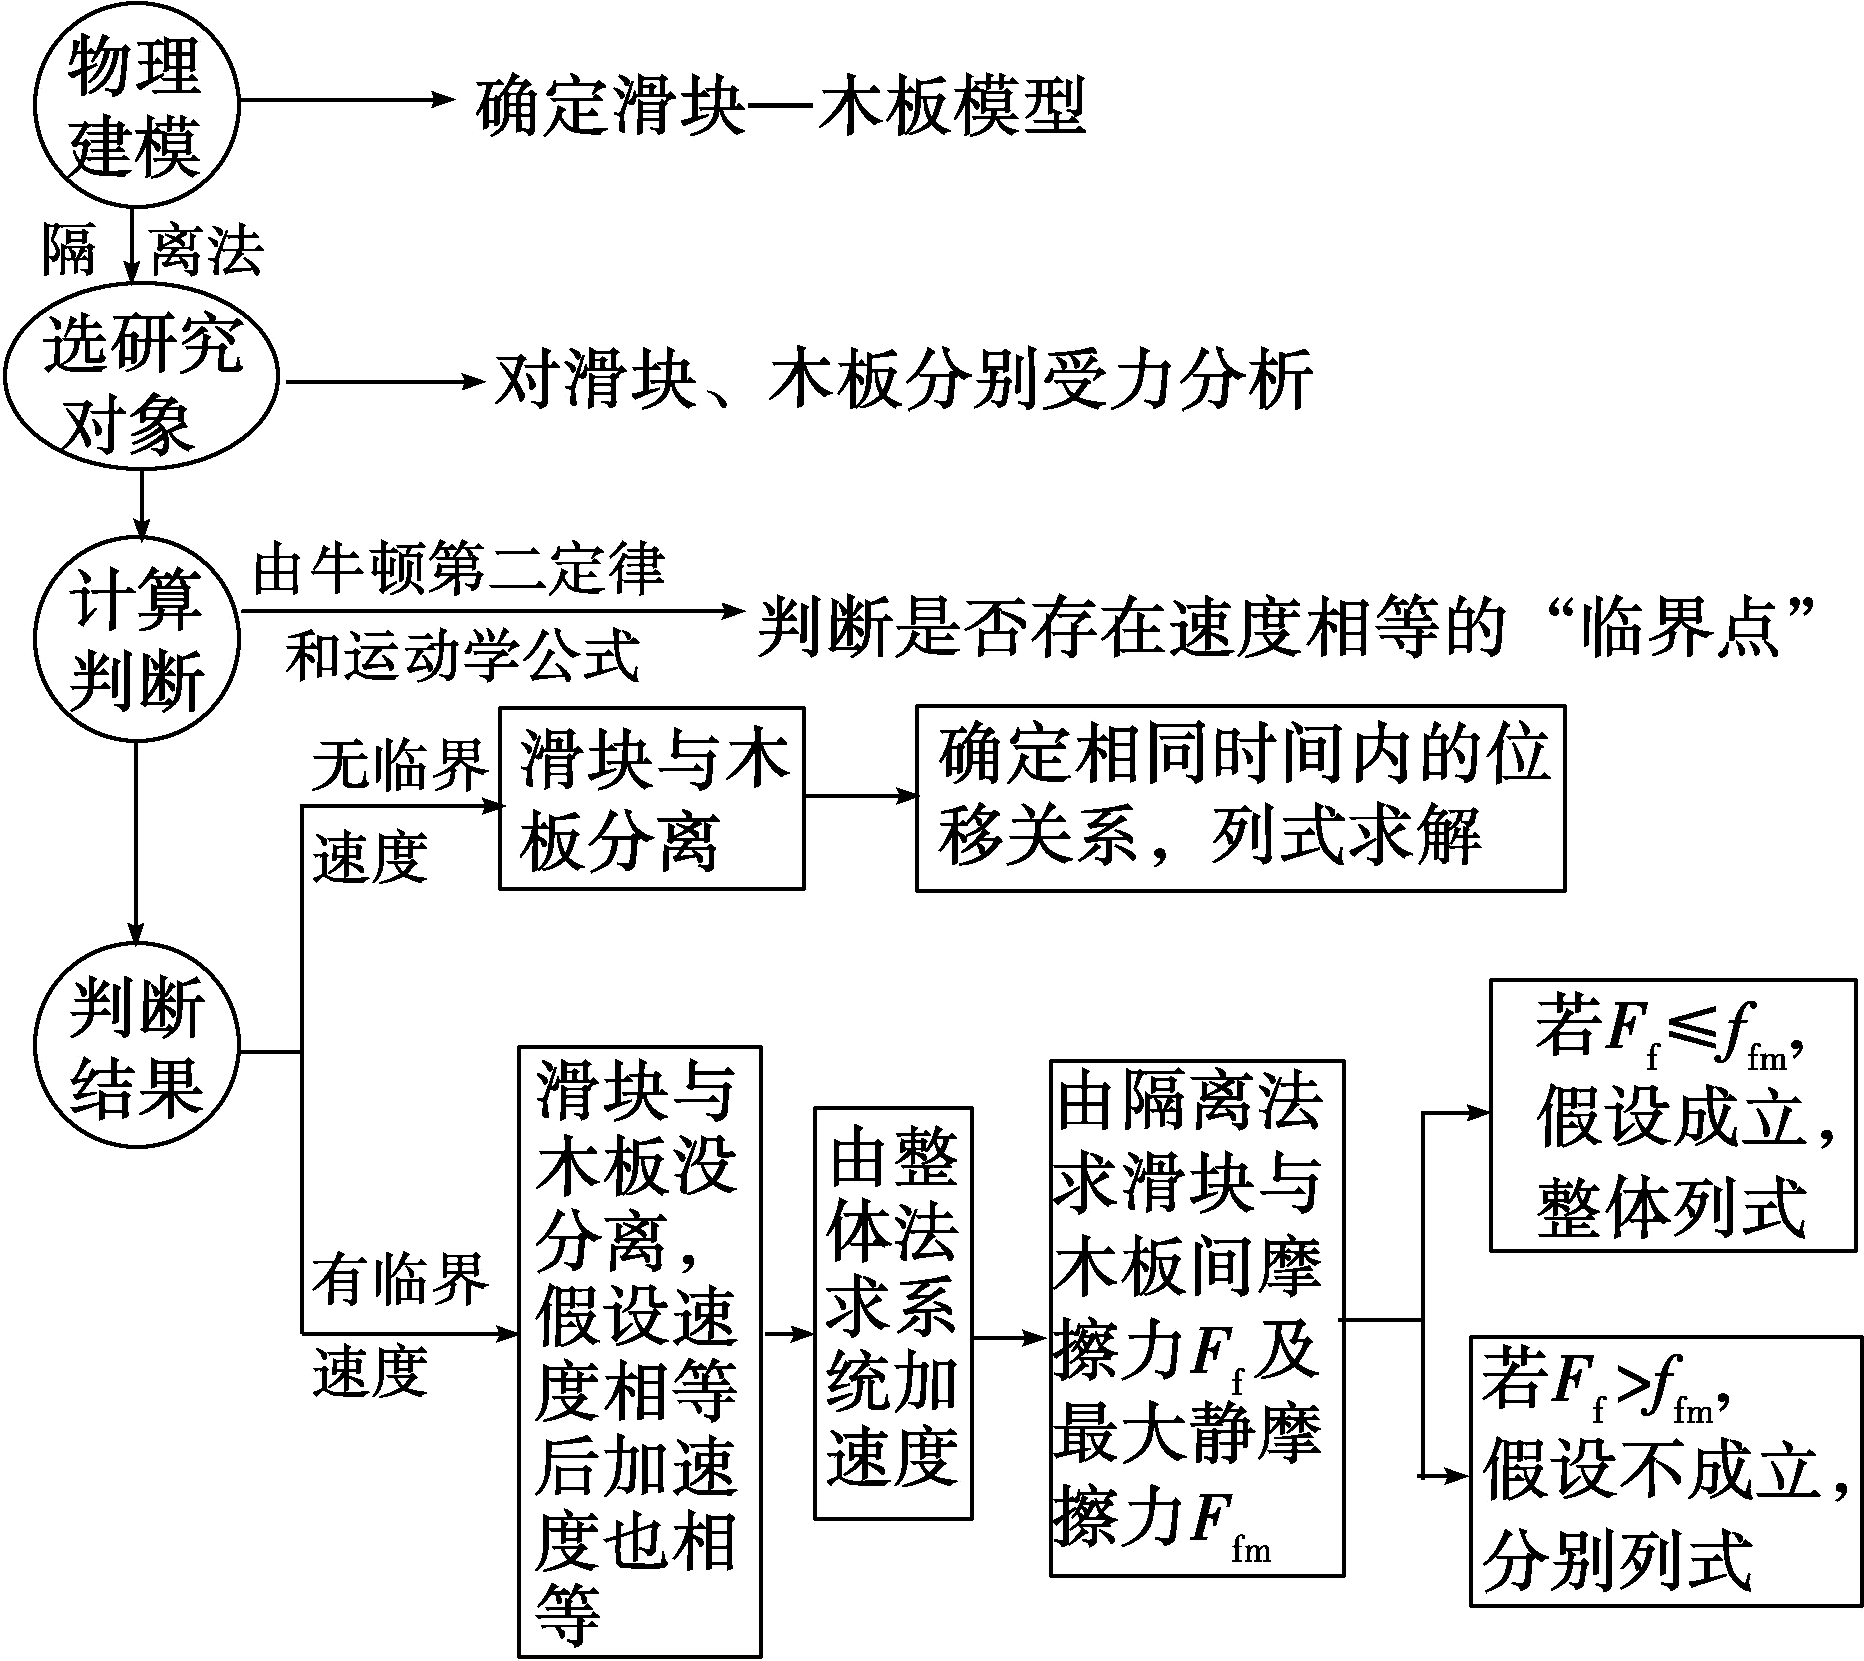 物理
建模
确定滑块—木板模型
隔 离法
选研究
对象
对滑块、木板分别受力分析
计算
判断
由牛顿第二定律
和运动学公式
判断是否存在速度相等的“临界点”
判断
结果
无临界
速度
滑块与木
板分离
确定相同时间内的位
移关系，列式求解
有临界
速度
滑块与
木板没
分离，
假设速
度相等
后加速
度也相
等
由整
体法
求系
统加
速度
由隔离法
求滑块与
木板间摩
擦力Ff及
最大静摩
擦力Ffm
若Ff≤ffm,
假设成立，
整体列式
若Ff>ffm,
假设不成立，
分别列式